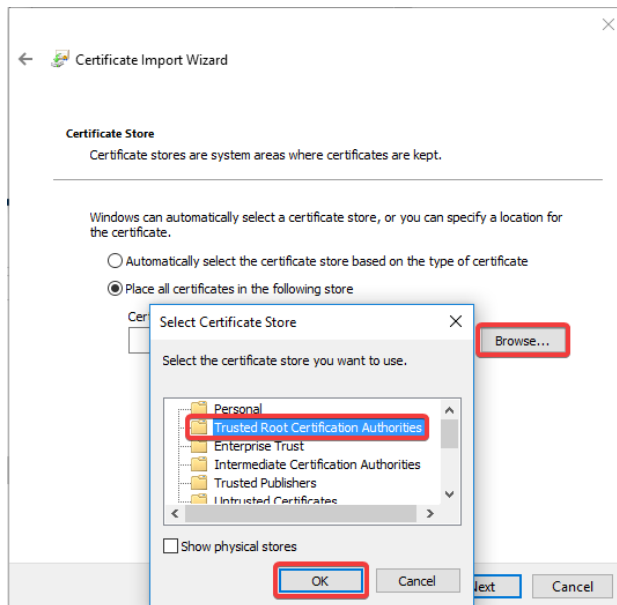 Certificate Import Wizard
Certificate Store
Certificate stores are system areas where certificates are kept.
Windows can automatically select a certificate store, or you can specify a location for
the certificate.
Automatically select the certificate store based on the type of certificate
Place all certificates in the following store
Browse...
Select Certificate Store
Select the certificate store you want to use.
Personal
Trusted Root Certification Authorities
Enterprise Trust
Intermediate Certification Authorities
Trusted Publishers
Untrusted Certificates
Show physical stores
OK
Cancel
Next
Cancel